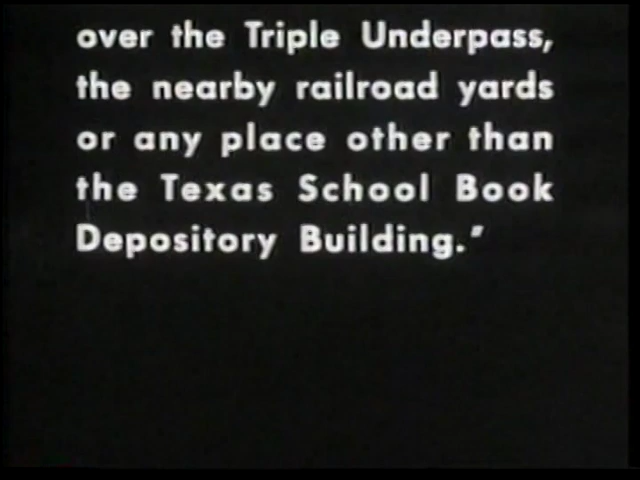 over the Triple Underpass,
the nearby railroad yards
or any place other than
the Texas School Book
Depository Building."